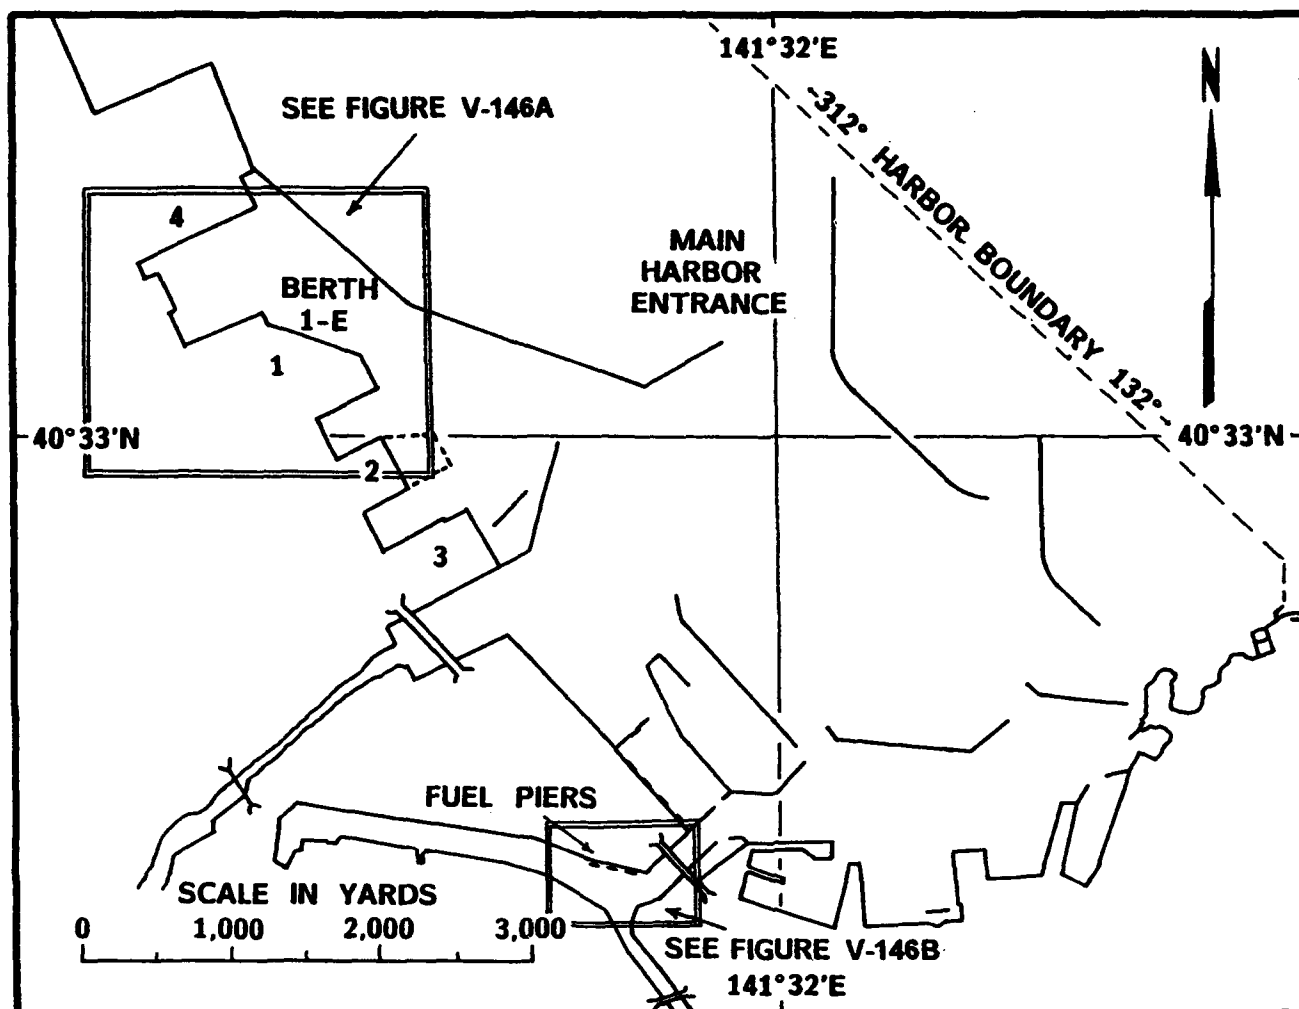 141°32'E
N
SEE FIGURE V-146A
~312° HARBOR BOUNDARY 132°~
4
MAIN
HARBOR
ENTRANCE
BERTH
1-E
1
40°33'N
40°33'N
2
3
FUEL PIERS
SCALE IN YARDS
0 1,000 2,000 3,000
SEE FIGURE V-146B
141°32'E